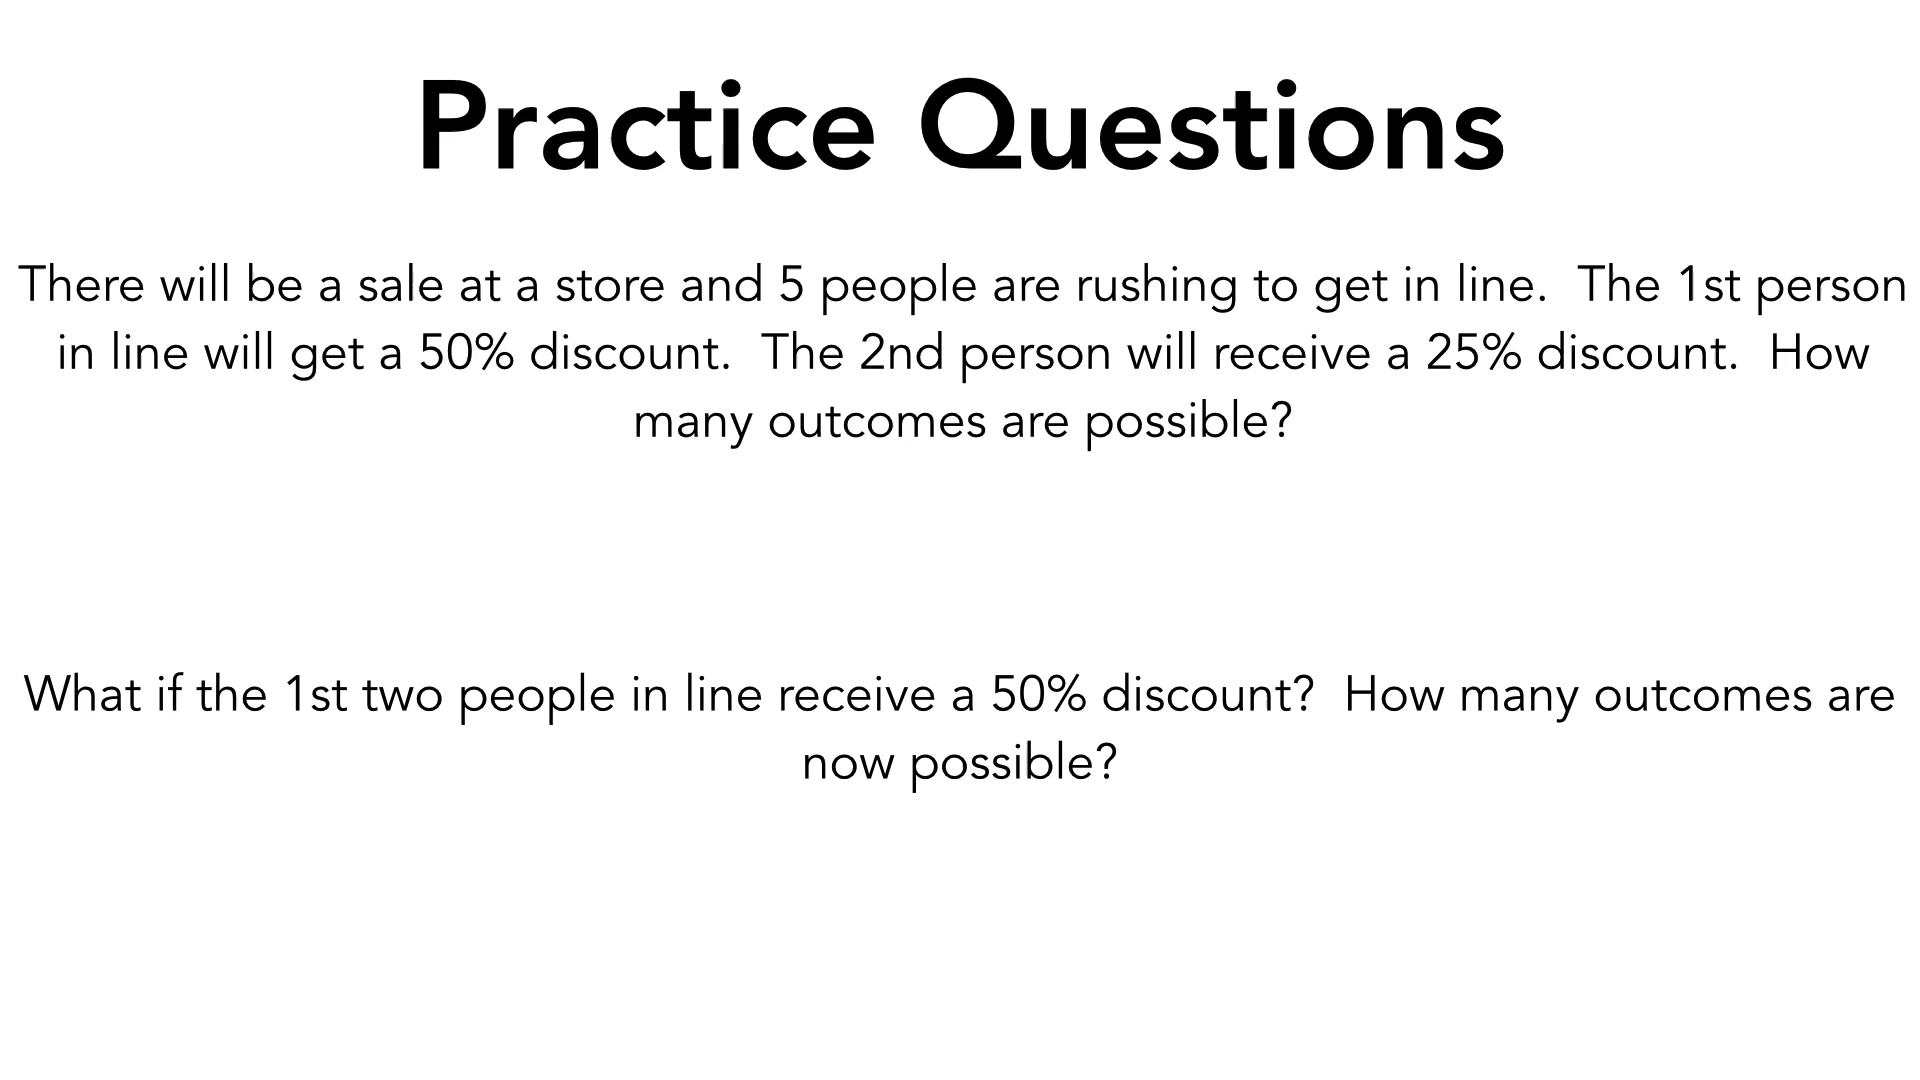 Practice Questions
There will be a sale at a store and 5 people are rushing to get in line.  The 1st person
in line will get a 50% discount.  The 2nd person will receive a 25% discount.  How
many outcomes are possible?
What if the 1st two people in line receive a 50% discount?  How many outcomes are
now possible?